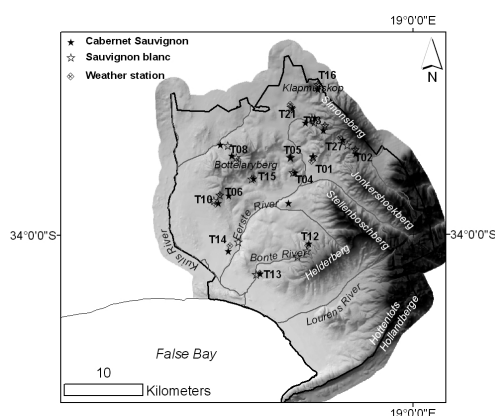 19°0'0"E
Cabernet Sauvignon
Sauvignon blanc
Weather station
N
T16
Klapmutskop
T21
Simonsberg
T08
T27
T02
T05
Bottelaryberg
T01
T15
T04
Jonkershoekberg
T10
T06
Stellenboschberg
Eerste River
34°0'0"S
34°0'0"S
Kuils River
T14
T12
Bonte River
Helderberg
T13
Lourens River
Hottentots
Hollandberge
False Bay
10
Kilometers
19°0'0"E